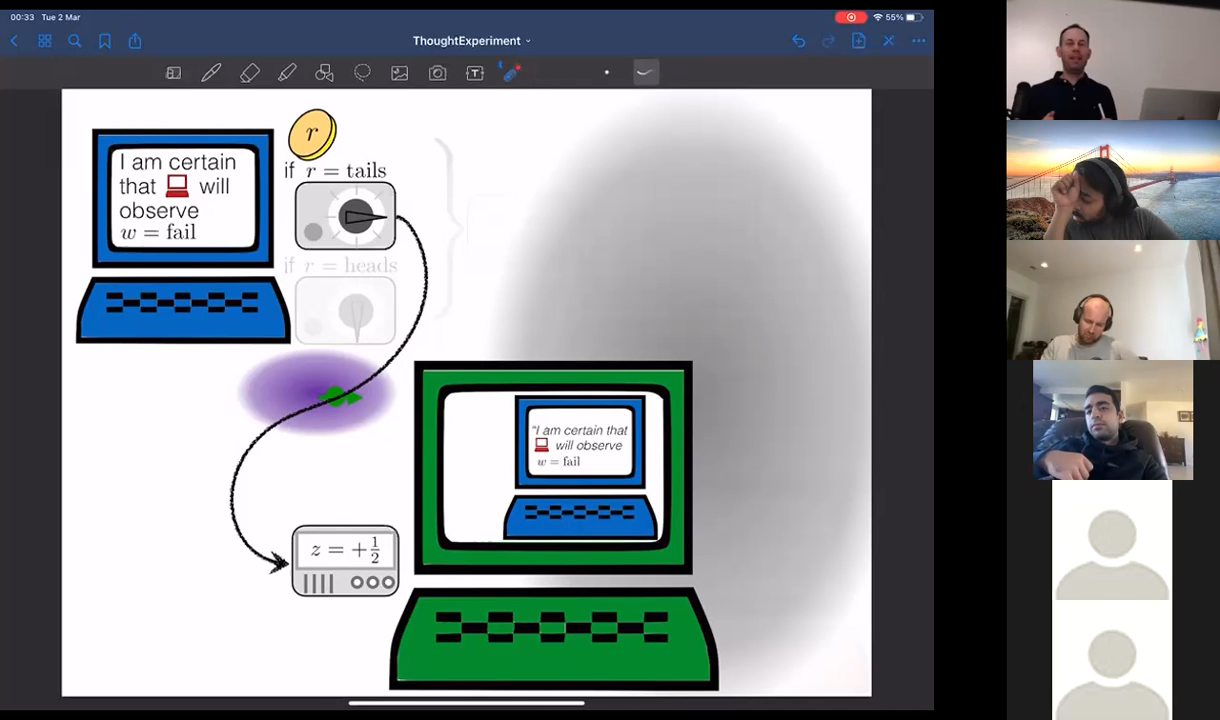 00:33 Tue 2 Mar
55%
ThoughtExperiment
T
r
I am certain
that will
observe
w = fail
if r = tails
if r = heads
"I am certain that
will observe
w = fail
z = +1/2